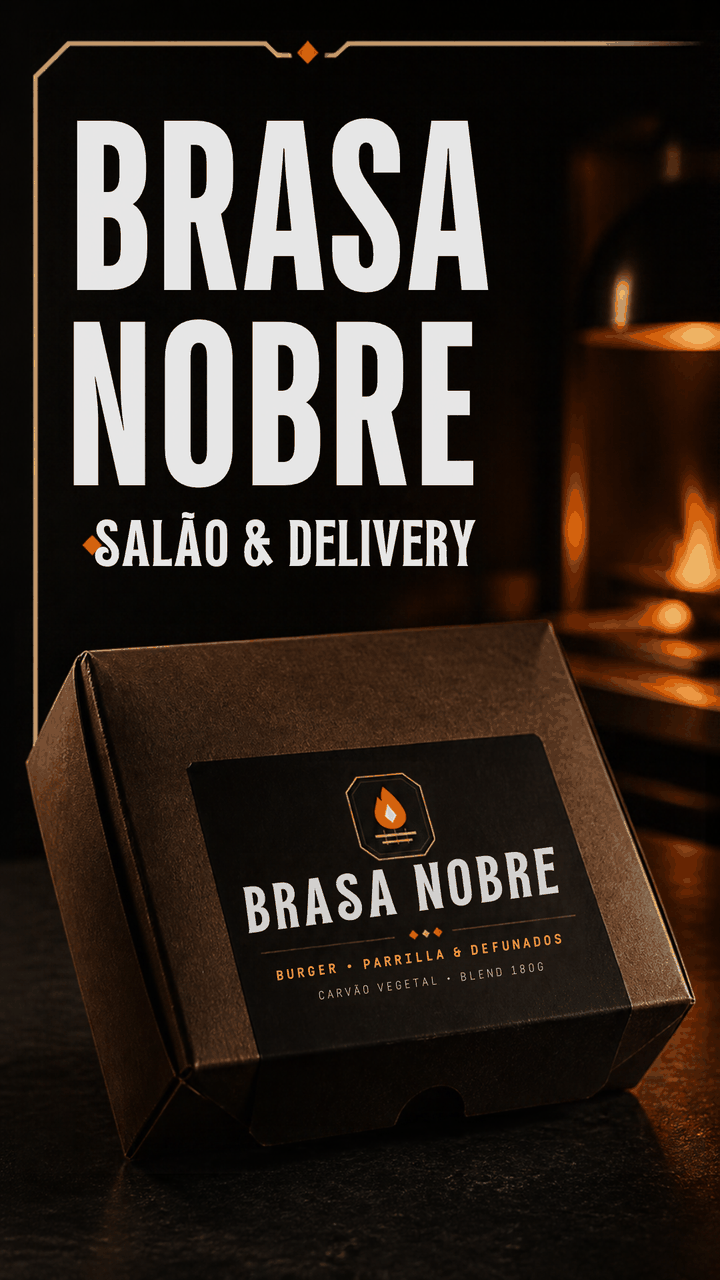 BRASA
NOBRE
SALÃO & DELIVERY
BRASA NOBRE
BURGER • PARRILLA & DEFUNADOS
CARVÃO VEGETAL • BLEND 180G